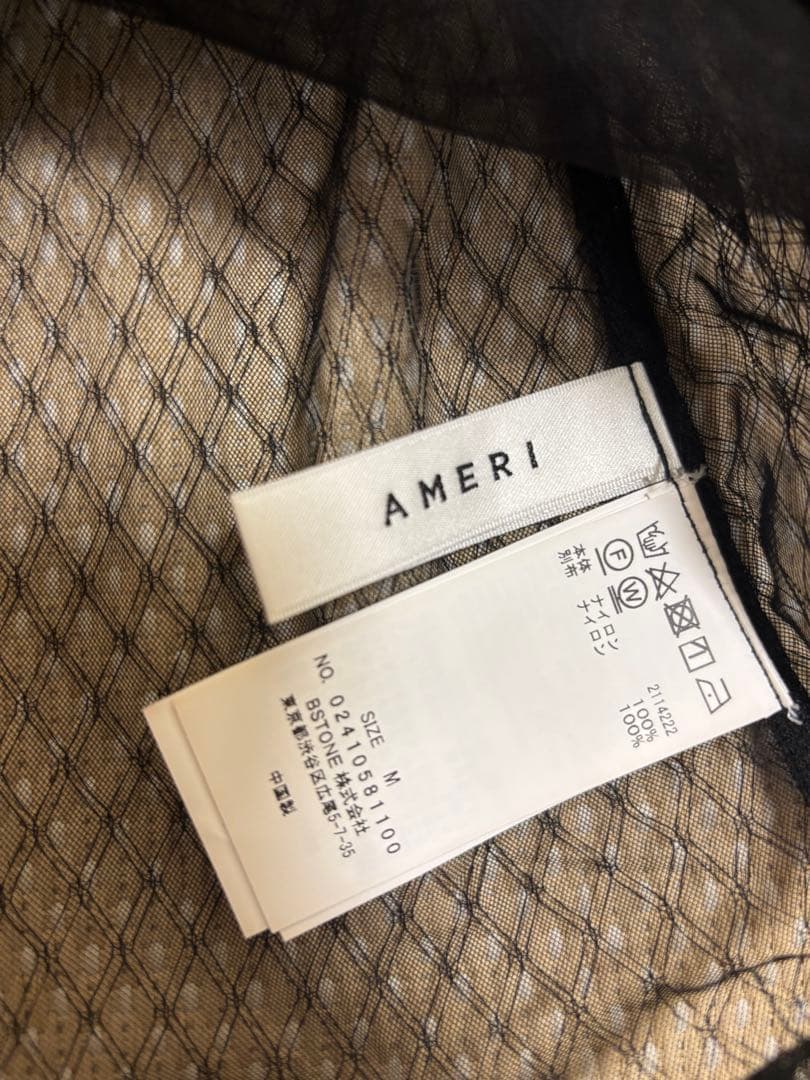 AMERI
本体 ナイロン 100%
別布 ナイロン 100%
F W
2114222
SIZE M
NO. 02410581100
BSTONE 株式会社
東京都渋谷区広尾5-7-35
中国製